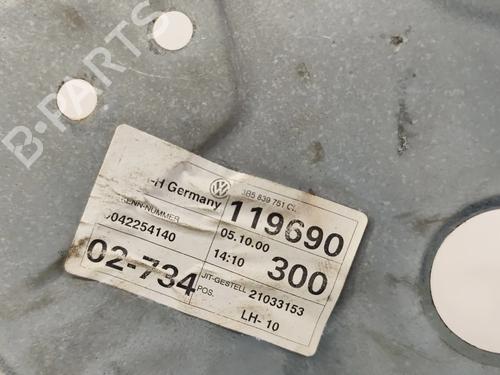 B-PARTS
-H Germany
3B5 839 751 CL
KENN-NUMMER
0042254140
119690
05.10.00
14:10
300
02-734
POS.
JIT-GESTELL 21033153
LH- 10